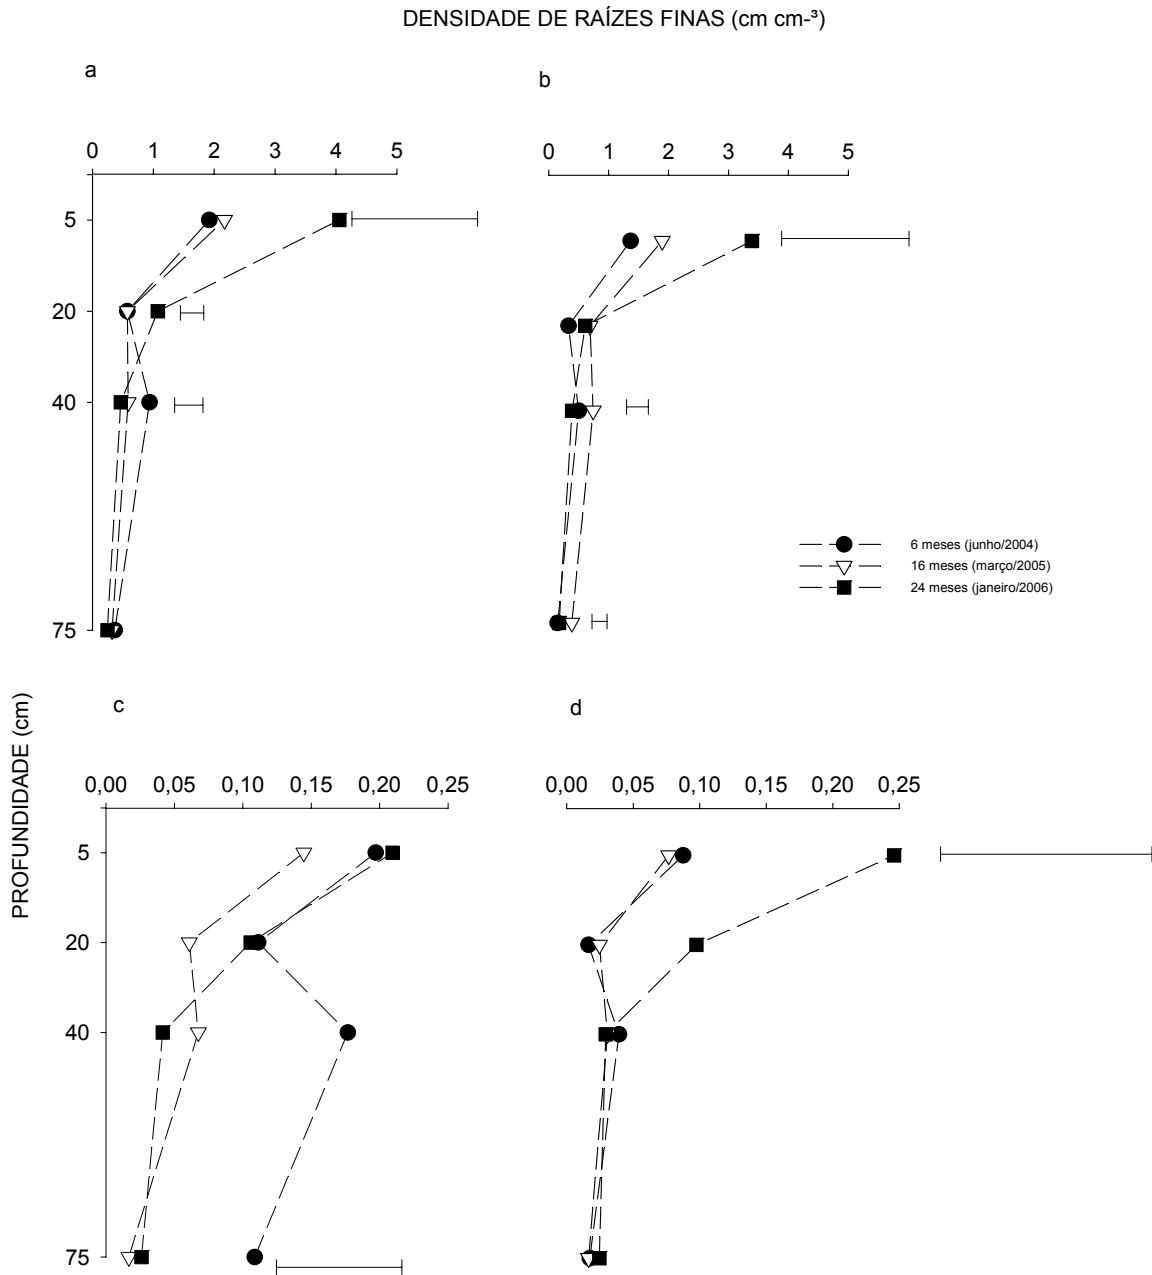 DENSIDADE DE RAÍZES FINAS (cm cm-³)
a
b
0 1 2 3 4 5
0 1 2 3 4 5
5
20
40
75
6 meses (junho/2004)
16 meses (março/2005)
24 meses (janeiro/2006)
PROFUNDIDADE (cm)
c
d
0,00 0,05 0,10 0,15 0,20 0,25
0,00 0,05 0,10 0,15 0,20 0,25
5
20
40
75